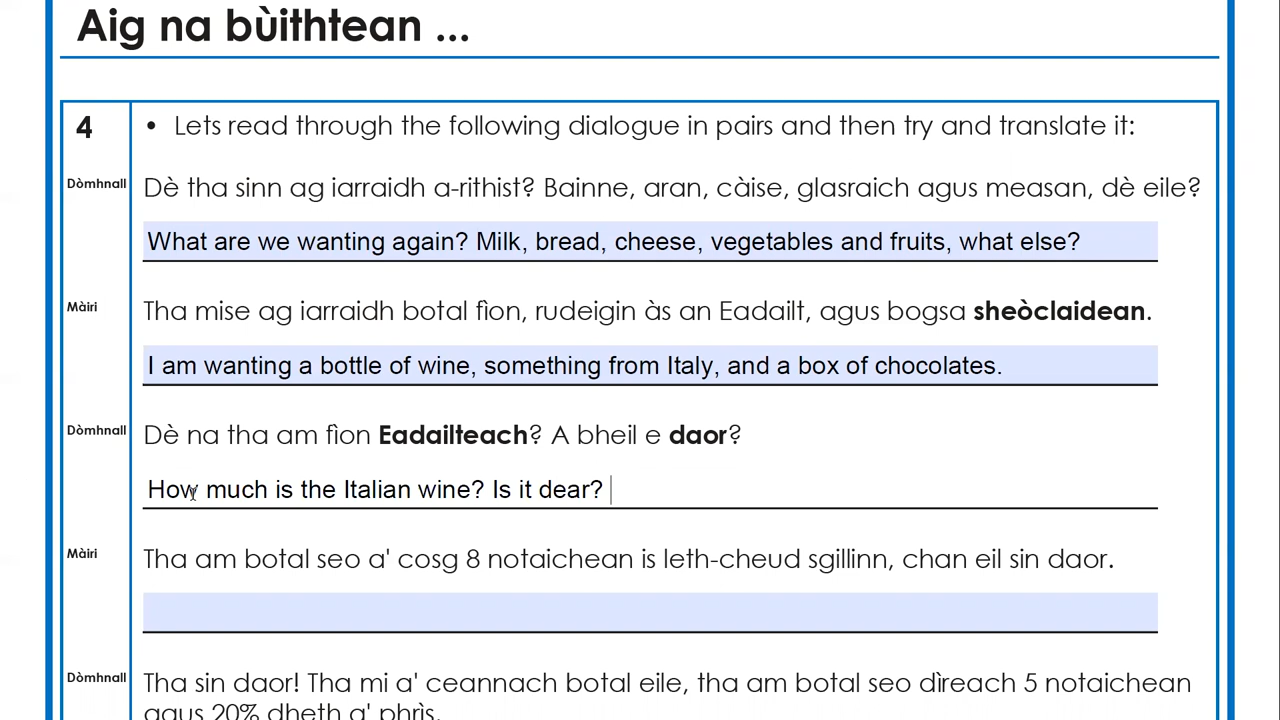 Aig na bùithtean ...
4 • Lets read through the following dialogue in pairs and then try and translate it:
Dòmhnall Dè tha sinn ag iarraidh a-rithist? Bainne, aran, càise, glasraich agus measan, dè eile?
What are we wanting again? Milk, bread, cheese, vegetables and fruits, what else?
Màiri Tha mise ag iarraidh botal fìon, rudeigin às an Eadailt, agus bogsa sheòclaidean.
I am wanting a bottle of wine, something from Italy, and a box of chocolates.
Dòmhnall Dè na tha am fìon Eadailteach? A bheil e daor?
How much is the Italian wine? Is it dear?
Màiri Tha am botal seo a' cosg 8 notaichean is leth-cheud sgillinn, chan eil sin daor.
Dòmhnall Tha sin daor! Tha mi a' ceannach botal eile, tha am botal seo dìreach 5 notaichean
agus 20% dheth a' phrìs.